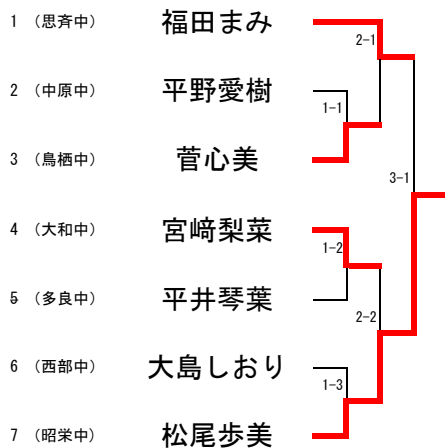 1 (思斉中) 福田まみ
2-1
2 (中原中) 平野愛樹
1-1
3 (鳥栖中) 菅心美
3-1
4 (大和中) 宮﨑梨菜
1-2
5 (多良中) 平井琴葉
2-2
6 (西部中) 大島しおり
1-3
7 (昭栄中) 松尾歩美